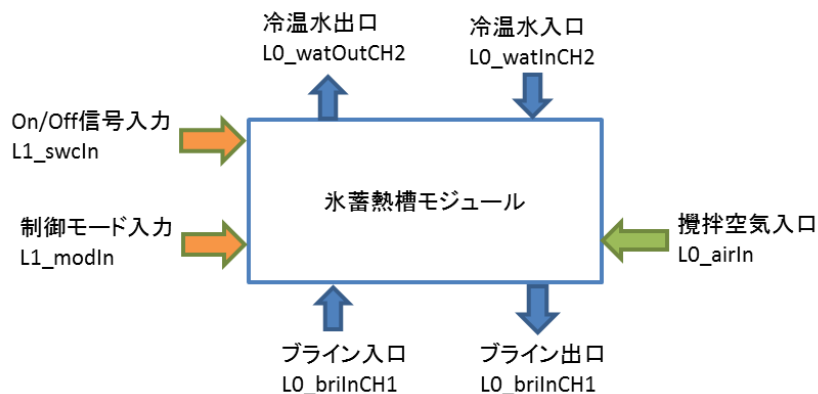 冷温水出口
L0_watOutCH2
冷温水入口
L0_watInCH2
On/Off信号入力
L1_swcIn
氷蓄熱槽モジュール
制御モード入力
L1_modIn
攪拌空気入口
L0_airIn
ブライン入口
L0_briInCH1
ブライン出口
L0_briInCH1